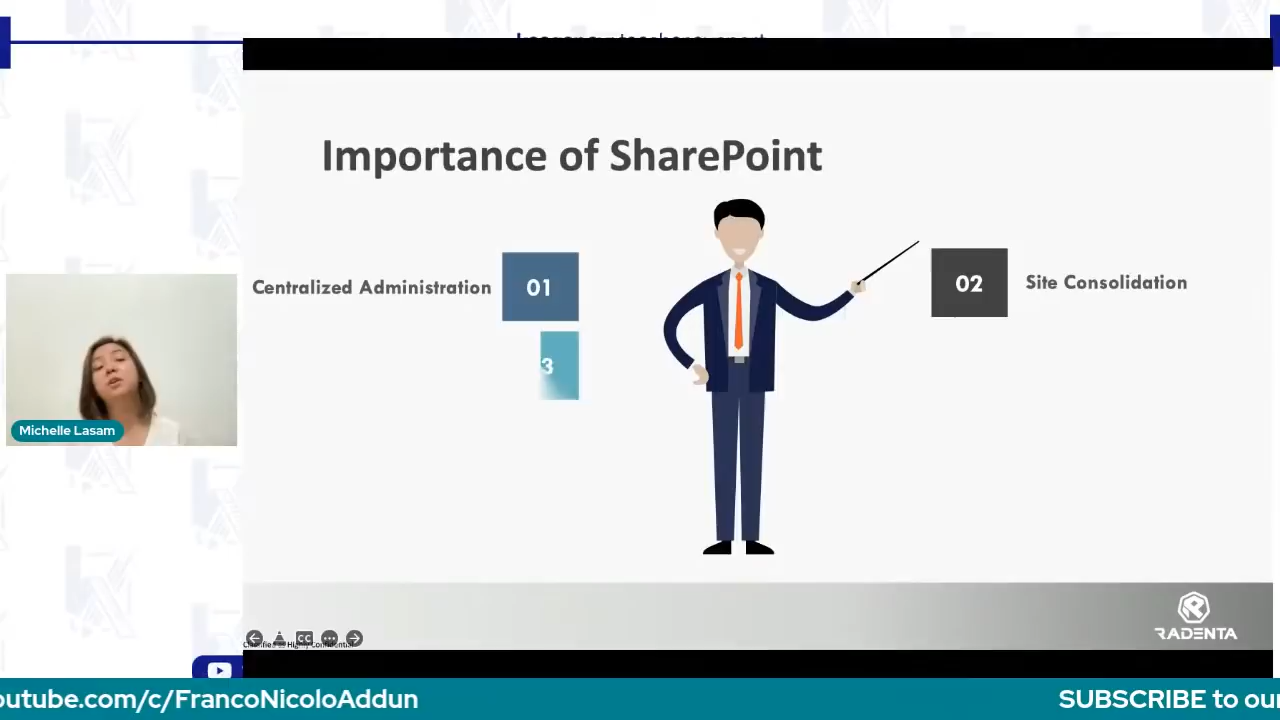 Importance of SharePoint
Centralized Administration
01
02
Site Consolidation
3
Michelle Lasam
CC
RADENTA
outube.com/c/FrancoNicoloAddun
SUBSCRIBE to our